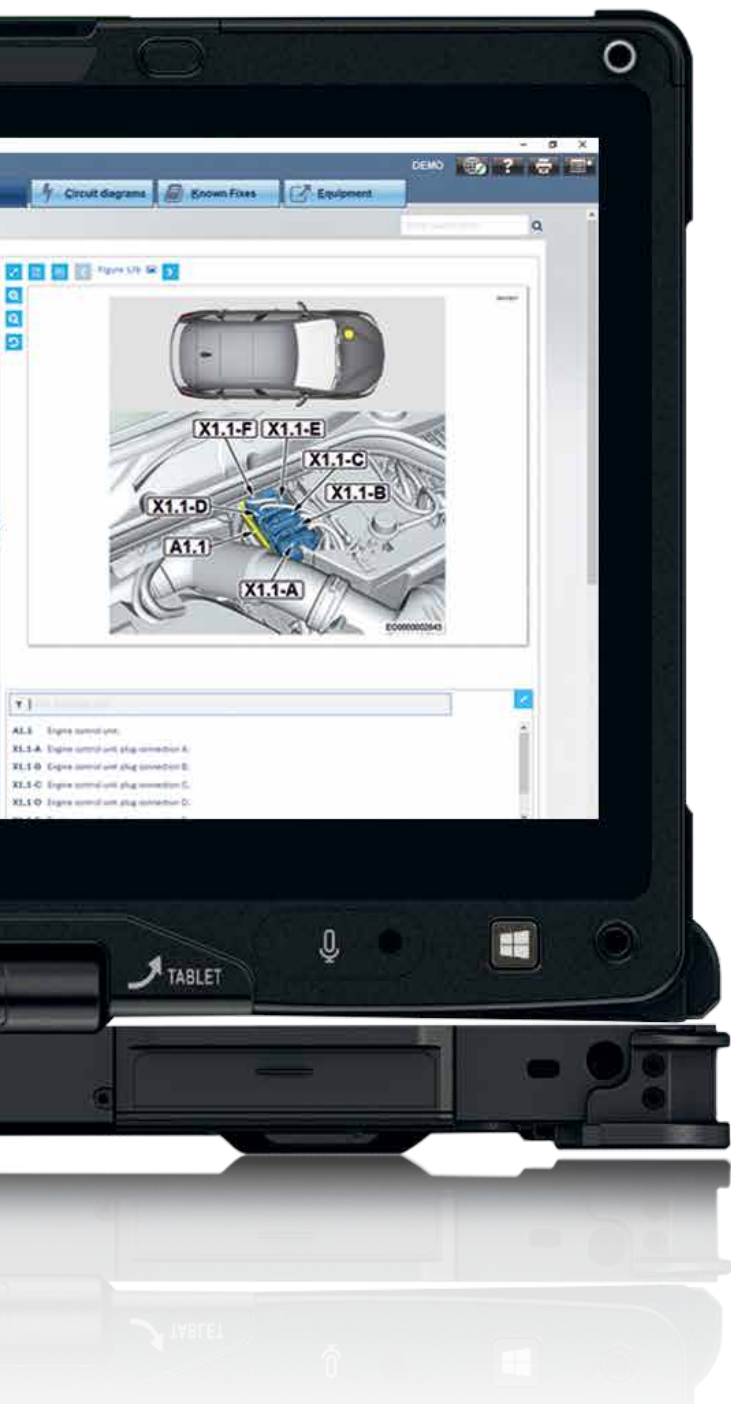 DEMO
?
Circuit diagrams
Known Fixes
Equipment
Figure 1/6
X1.1-F
X1.1-E
X1.1-C
X1.1-B
X1.1-D
A1.1
X1.1-A
EO0000002643
A1.1 Engine control unit;
X1.1-A Engine control unit plug connection A;
X1.1-B Engine control unit plug connection B;
X1.1-C Engine control unit plug connection C;
X1.1-D Engine control unit plug connection D;
TABLET